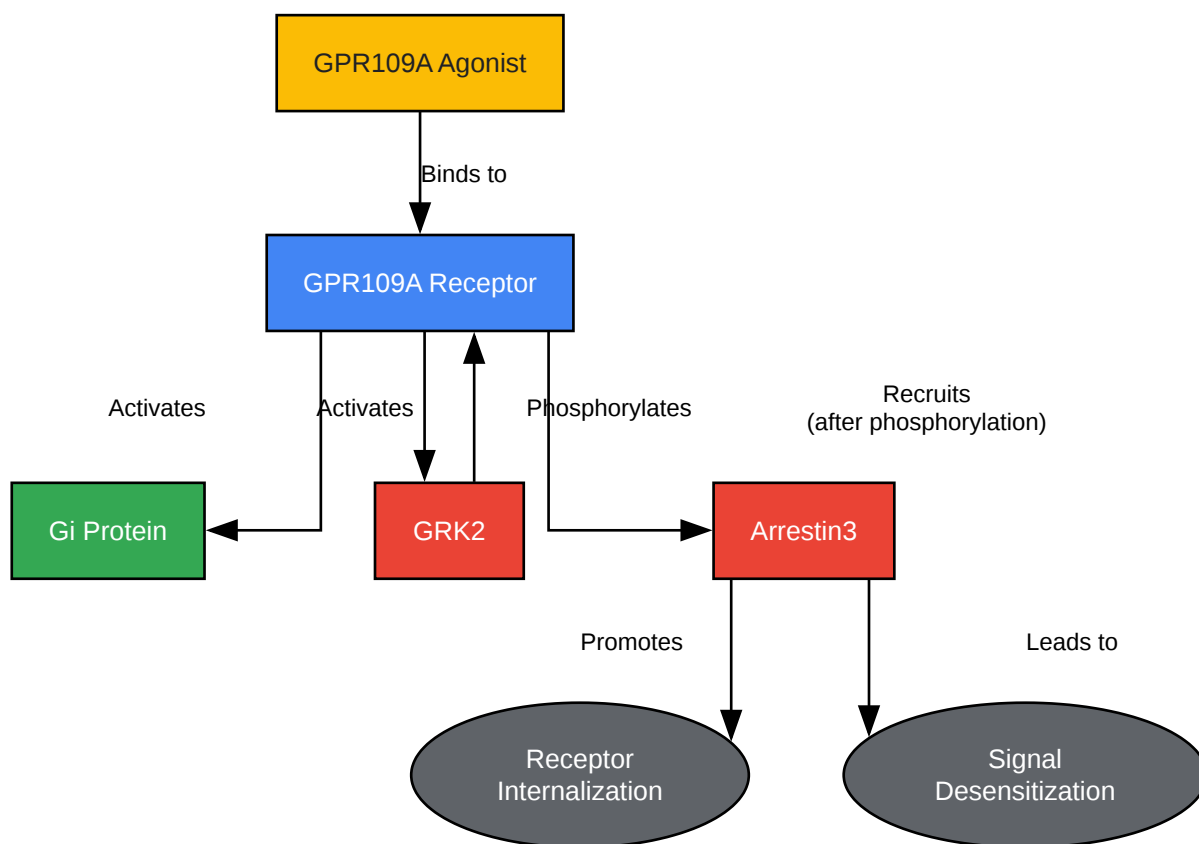 GPR109A Agonist
Binds to
GPR109A Receptor
Activates
Activates
Phosphorylates
Recruits
(after phosphorylation)
Gi Protein
GRK2
Arrestin3
Promotes
Leads to
Receptor
Internalization
Signal
Desensitization